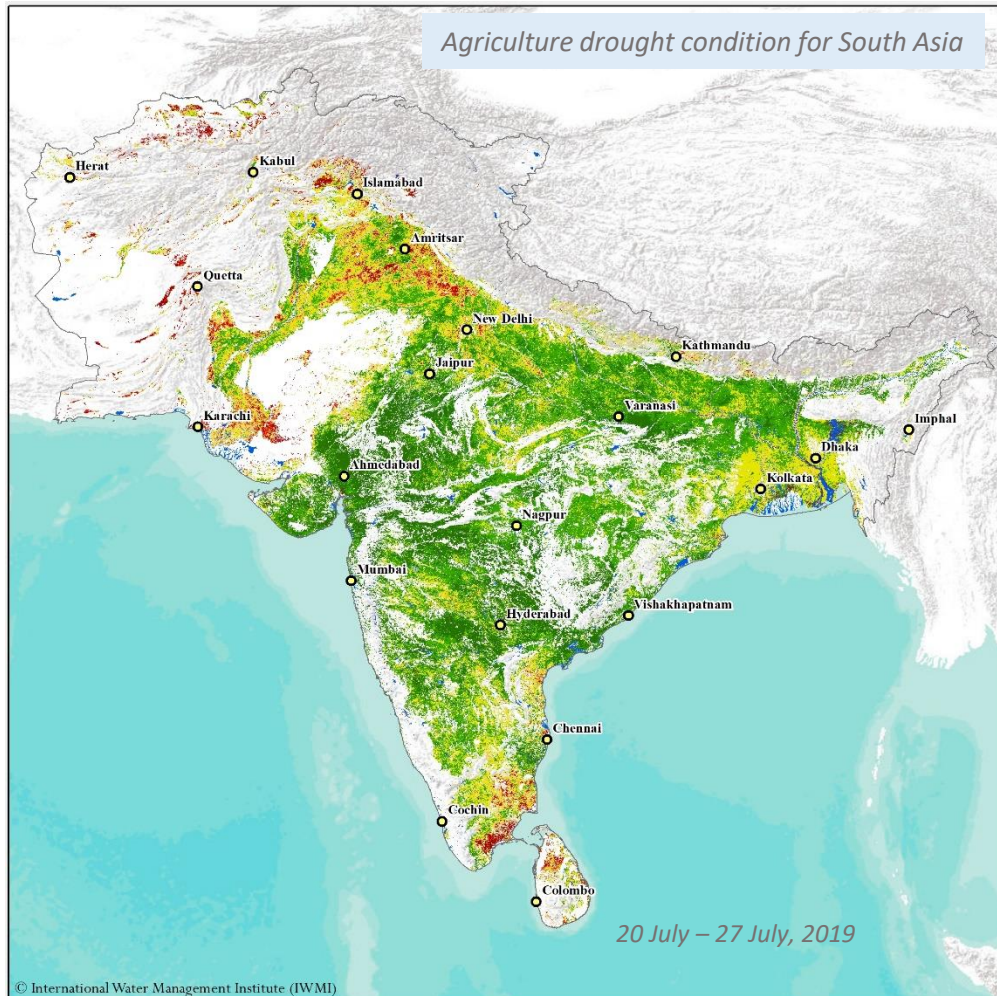 Agriculture drought condition for South Asia
Herat
Kabul
Islamabad
Amritsar
Quetta
New Delhi
Kathmandu
Jaipur
Varanasi
Imphal
Karachi
Dhaka
Ahmedabad
Kolkata
Nagpur
Mumbai
Vishakhapatnam
Hyderabad
Chennai
Cochin
Colombo
20 July – 27 July, 2019
© International Water Management Institute (IWMI)